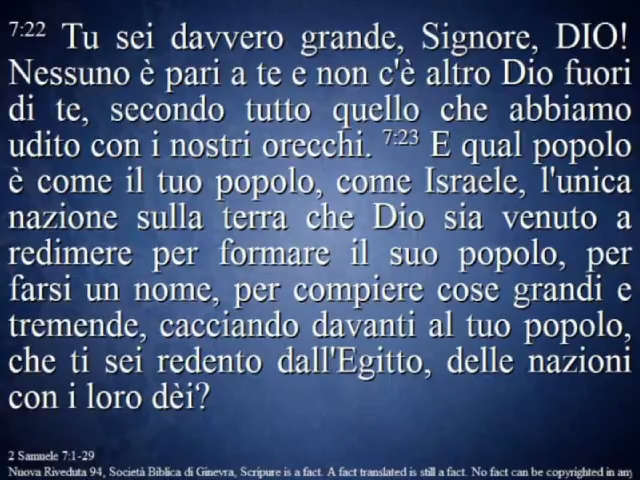 7:22 Tu sei davvero grande, Signore, DIO!
Nessuno è pari a te e non c'è altro Dio fuori
di te, secondo tutto quello che abbiamo
udito con i nostri orecchi. 7:23 E qual popolo
è come il tuo popolo, come Israele, l'unica
nazione sulla terra che Dio sia venuto a
redimere per formare il suo popolo, per
farsi un nome, per compiere cose grandi e
tremende, cacciando davanti al tuo popolo,
che ti sei redento dall'Egitto, delle nazioni
con i loro dèi?
2 Samuele 7:1-29
Nuova Riveduta 94, Società Biblica di Ginevra, Scripure is a fact. A fact translated is still a fact. No fact can be copyrighted in any